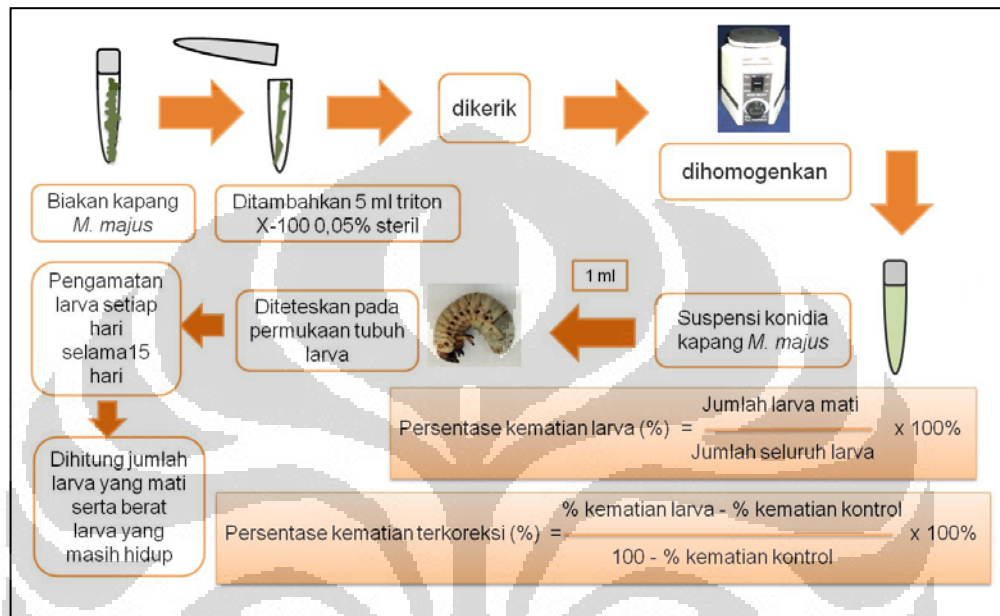 dikerik
dihomogenkan
Biakan kapang
M. majus
Ditambahkan 5 ml triton
X-100 0,05% steril
1 ml
Suspensi konidia
kapang M. majus
Diteteskan pada
permukaan tubuh
larva
Pengamatan
larva setiap
hari
selama15
hari
Dihitung jumlah
larva yang mati
serta berat
larva yang
masih hidup
Jumlah larva mati
Persentase kematian larva (%) = x 100%
Jumlah seluruh larva
% kematian larva - % kematian kontrol
Persentase kematian terkoreksi (%) = x 100%
100 - % kematian kontrol